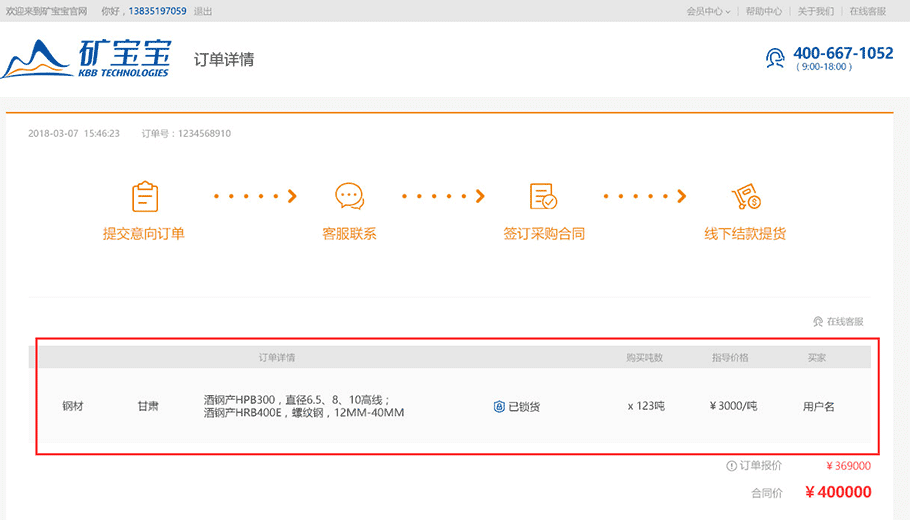 欢迎来到矿宝宝官网 你好，13835197059 退出 会员中心 帮助中心 关于我们 在线客服
矿宝宝
KBB TECHNOLOGIES
订单详情
400-667-1052
(9:00-18:00)
2018-03-07 15:46:23 订单号：1234568910
提交意向订单 客服联系 签订采购合同 线下结款提货
在线客服
订单详情 购买吨数 指导价格 买家
钢材 甘肃 酒钢产HPB300，直径6.5、8、10高线； 已锁货 x 123吨 ¥3000/吨 用户名
酒钢产HRB400E，螺纹钢，12MM-40MM
订单报价 ¥369000
合同价 ¥400000